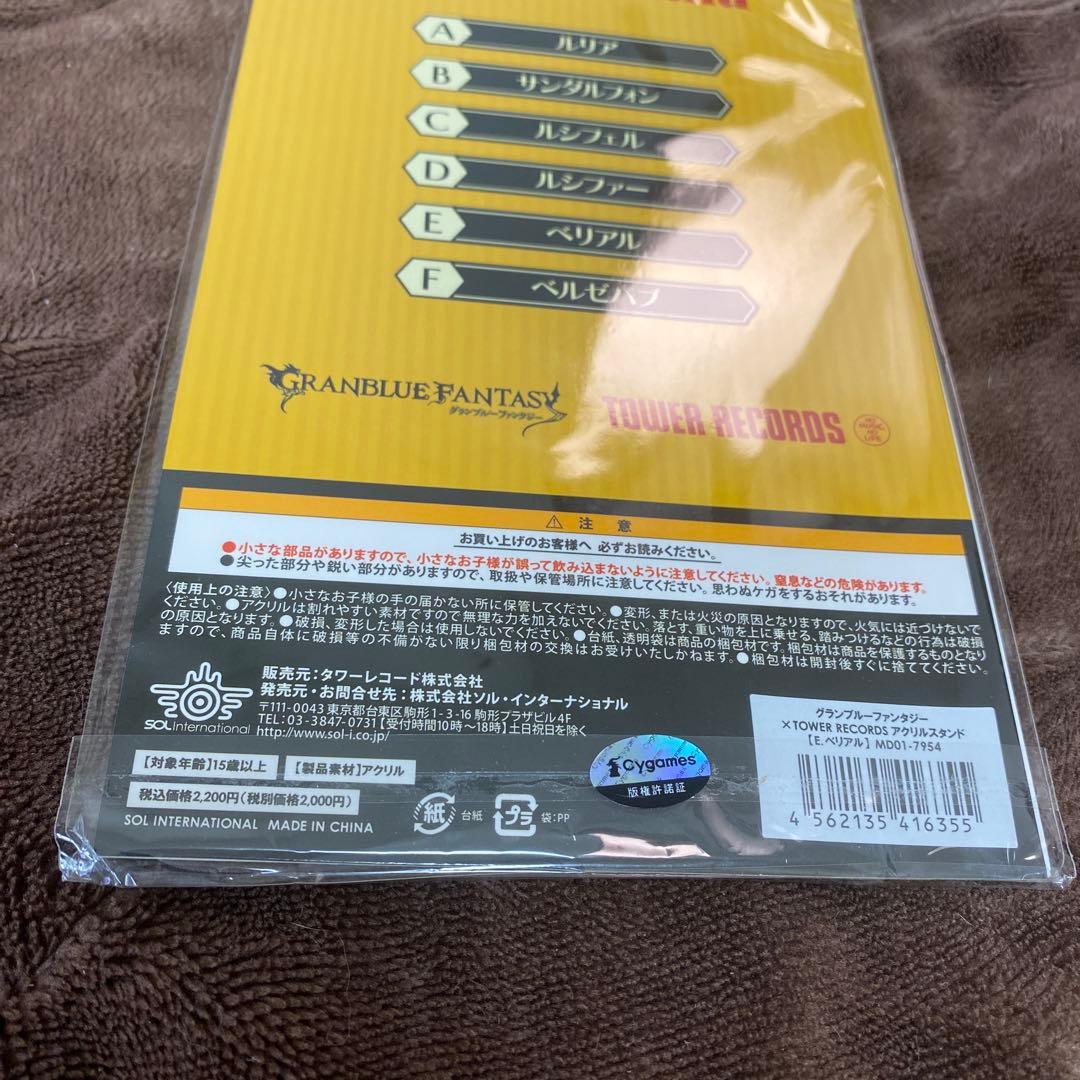 A ルリア
B サンダルフォン
C ルシフェル
D ルシファー
E ベリアル
F ベルゼバブ
GRANBLUE FANTASY
グランブルーファンタジー
TOWER RECORDS
NO MUSIC, NO LIFE
⚠ 注意
お買い上げのお客様へ 必ずお読みください。
●小さな部品がありますので、小さなお子様が誤って飲み込まないように注意してください。窒息などの危険があります。
●尖った部分や鋭い部分がありますので、取扱や保管場所に注意してください。思わぬケガをするおそれがあります。
〈使用上の注意〉●小さなお子様の手の届かない所に保管してください。●変形、または火災の原因となりますので、火気には近づけないで
ください。●アクリルは割れやすい素材ですので無理な力を加えないでください。落とす、重い物を上に乗せる、踏みつけるなどの行為は破損
の原因となります。●破損、変形した場合は使用しないでください。●台紙、透明袋は商品の梱包材です。梱包材は商品を保護するものとなり
ますので、商品自体に破損等の不備がない限り梱包材の交換はお受けいたしかねます。●梱包材は開封後すぐに捨ててください。
SOL International
販売元:タワーレコード株式会社
発売元・お問合せ先:株式会社ソル・インターナショナル
〒111-0043 東京都台東区駒形1-3-16 駒形プラザビル4F
TEL:03-3847-0731【受付時間10時〜18時】土日祝日を除く
http://www.sol-i.co.jp/
【対象年齢】15歳以上
【製品素材】アクリル
税込価格2,200円(税別価格2,000円)
SOL INTERNATIONAL MADE IN CHINA
紙 台紙
プラ 袋:PP
Cygames
版権許諾証
グランブルーファンタジー
×TOWER RECORDS アクリルスタンド
【E.ベリアル】MD01-7954
4 562135 416355